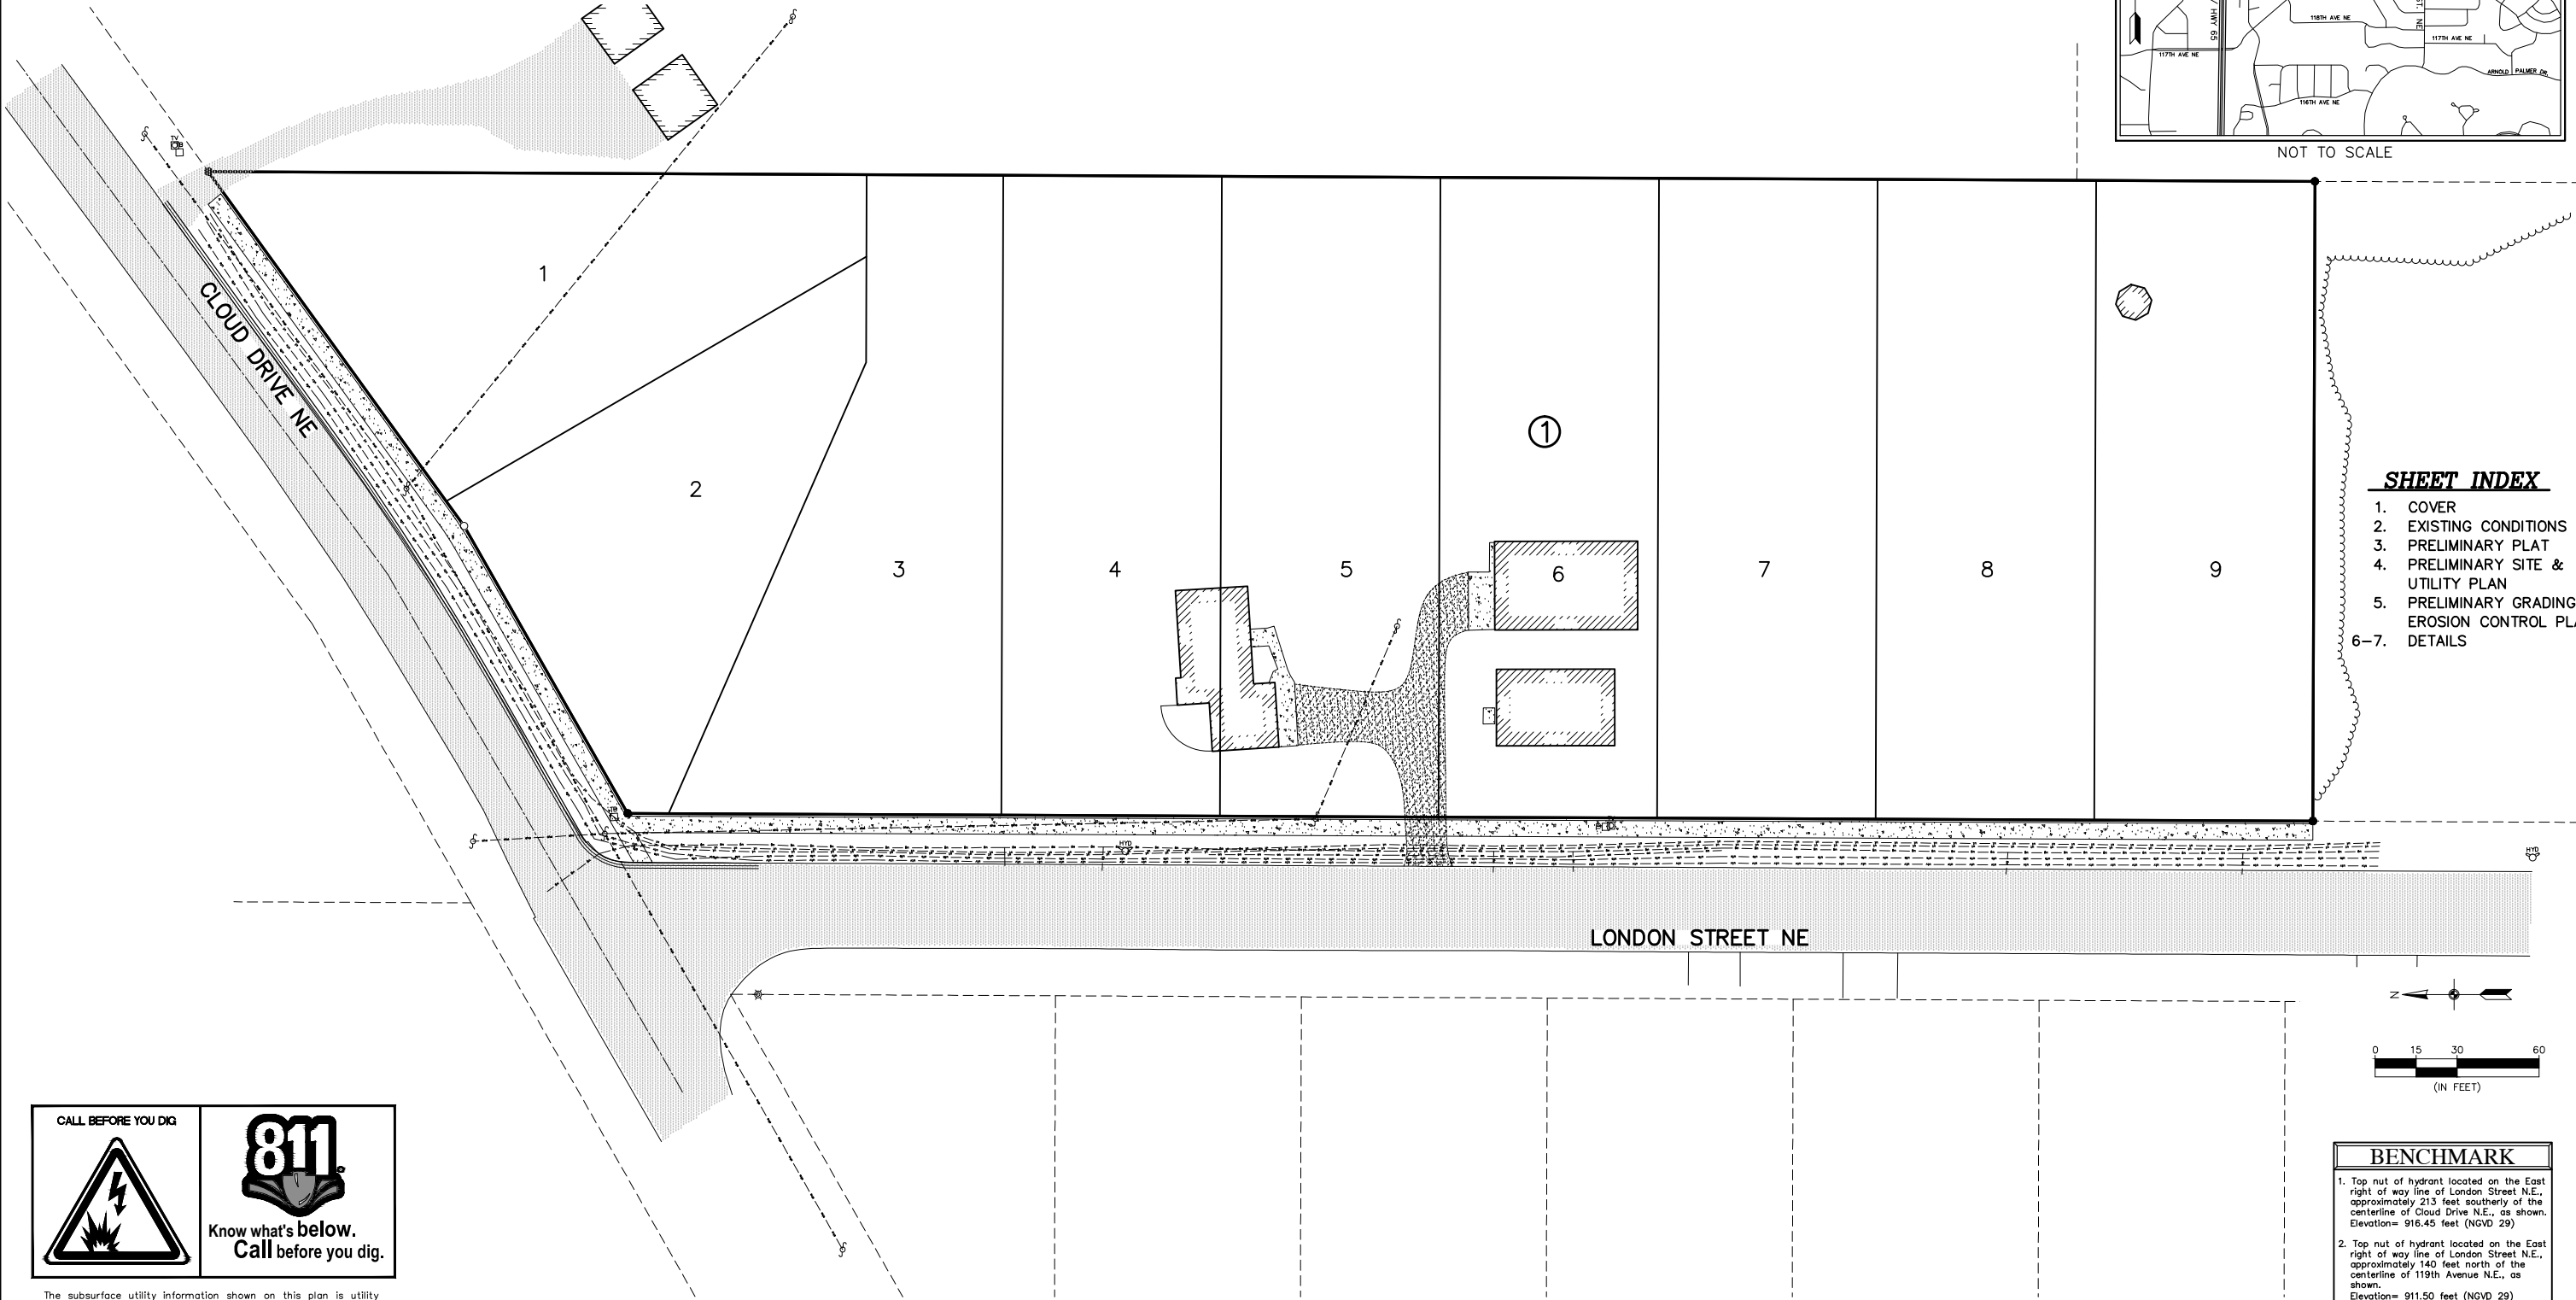 HWY 65
ST. NE
118TH AVE NE
117TH AVE NE
117TH AVE NE
ARNOLD PALMER DR.
116TH AVE NE
NOT TO SCALE
CLOUD DRIVE NE
1
2
3
4
5
6
7
8
9
1
SHEET INDEX
1. COVER
2. EXISTING CONDITIONS
3. PRELIMINARY PLAT
4. PRELIMINARY SITE &
UTILITY PLAN
5. PRELIMINARY GRADING
EROSION CONTROL
6-7. DETAILS
HYD
HYD
LONDON STREET NE
N
0 15 30 60
(IN FEET)
CALL BEFORE YOU DIG
811
Know what's below.
Call before you dig.
The subsurface utility information shown on this plan is utility
BENCHMARK
1. Top nut of hydrant located on the East
right of way line of London Street N.E.,
approximately 213 feet southerly of the
centerline of Cloud Drive N.E., as shown.
Elevation= 916.45 feet (NGVD 29)
2. Top nut of hydrant located on the East
right of way line of London Street N.E.,
approximately 140 feet north of the
centerline of 119th Avenue N.E., as
shown.
Elevation= 911.50 feet (NGVD 29)